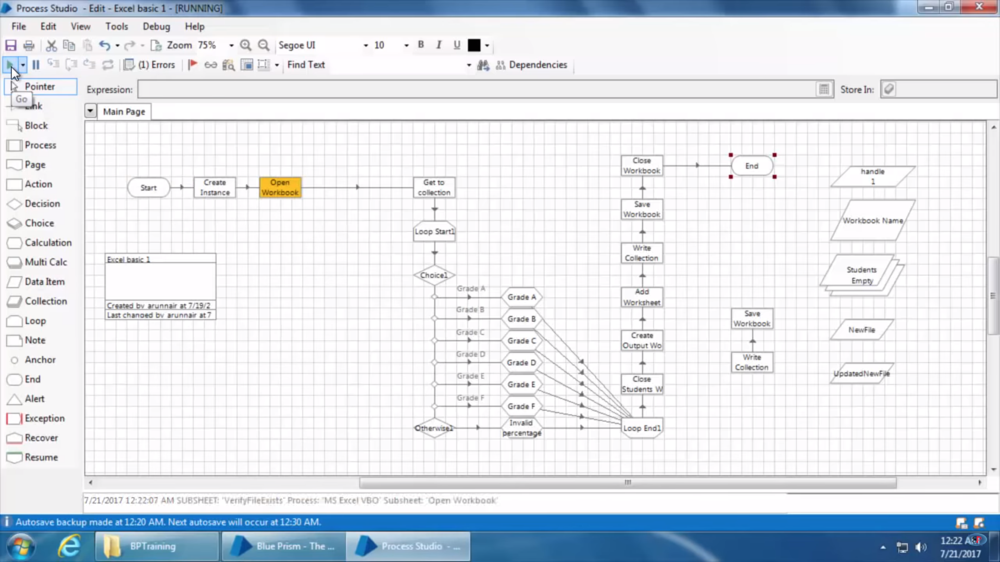 Process Studio - Edit - Excel basic 1 - [RUNNING]
File Edit View Tools Debug Help
Zoom 75% Segoe UI 10 B I U
(1) Errors Find Text Dependencies
Pointer
Go
Link
Block
Process
Page
Action
Decision
Choice
Calculation
Multi Calc
Data Item
Collection
Loop
Note
Anchor
End
Alert
Exception
Recover
Resume
Expression: Store In:
Main Page
Start
Create
Instance
Open
Workbook
Get to
collection
Loop Start1
Choice1
Grade A
Grade A
Grade B
Grade B
Grade C
Grade C
Grade D
Grade D
Grade E
Grade E
Grade F
Grade F
Otherwise1
Invalid
percentage
Excel basic 1
Created by arunnair at 7/19/2
Last changed by arunnair at 7
Close
Workbook
Save
Workbook
Write
Collection
Add
Worksheet
Create
Output Wo
Close
Students W
Loop End1
End
Save
Workbook
Write
Collection
handle
1
Workbook Name
Students
Empty
NewFile
UpdatedNewFile
7/21/2017 12:22:07 AM SUBSHEET: 'VerifyFileExists' Process: 'MS Excel VBO' Subsheet: 'Open Workbook'
Autosave backup made at 12:20 AM. Next autosave will occur at 12:30 AM.
BPTraining
Blue Prism - The ...
Process Studio - ...
12:22 AM
7/21/2017